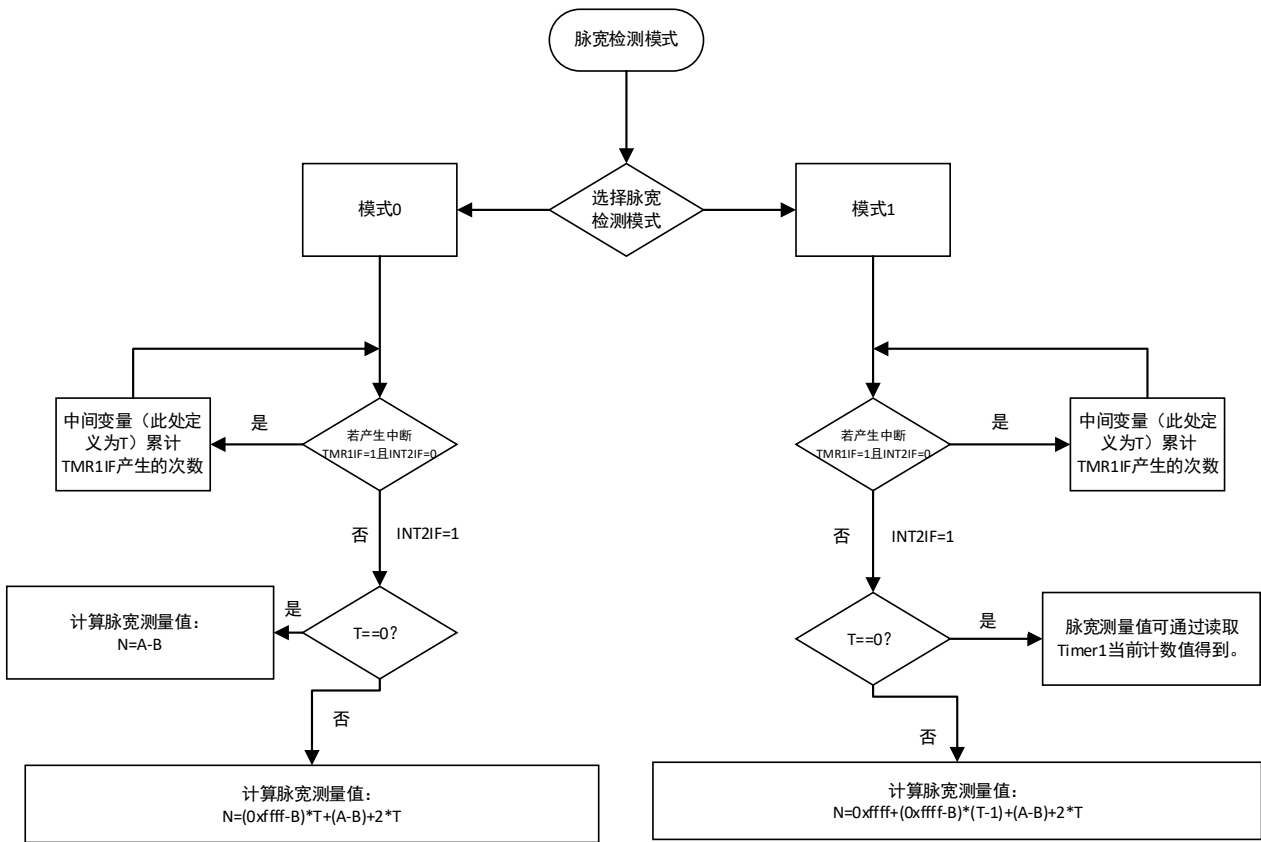 脉宽检测模式
选择脉宽
检测模式
模式0
模式1
中间变量（此处定
义为T）累计
TMR1IF产生的次数
是
若产生中断
TMR1IF=1且INT2IF=0
若产生中断
TMR1IF=1且INT2IF=0
是
中间变量（此处定
义为T）累计
TMR1IF产生的次数
否
INT2IF=1
否
INT2IF=1
计算脉宽测量值：
N=A-B
是
T==0？
T==0？
是
脉宽测量值可通过读取
Timer1当前计数值得到。
否
否
计算脉宽测量值：
N=(0xffff-B)*T+(A-B)+2*T
计算脉宽测量值：
N=0xffff+(0xffff-B)*(T-1)+(A-B)+2*T